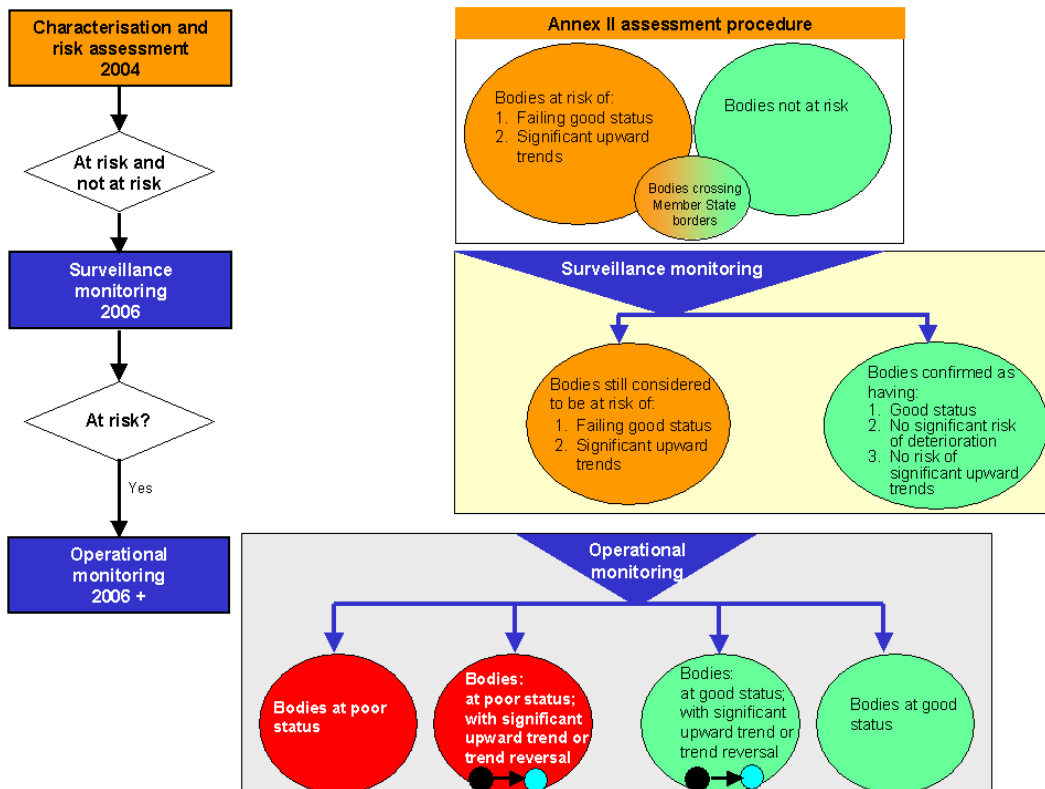 Characterisation and
risk assessment
2004
At risk and
not at risk
Surveillance
monitoring
2006
At risk?
Yes
Operational
monitoring
2006 +
Annex II assessment procedure
Bodies at risk of:
1. Failing good status
2. Significant upward
trends
Bodies not at risk
Bodies crossing
Member State
borders
Surveillance monitoring
Bodies still considered
to be at risk of:
1. Failing good status
2. Significant upward
trends
Bodies confirmed as
having:
1. Good status
2. No significant risk
of deterioration
3. No risk of
significant upward
trends
Operational
monitoring
Bodies at poor
status
Bodies:
at poor status;
with significant
upward trend or
trend reversal
Bodies:
at good status;
with significant
upward trend or
trend reversal
Bodies at good
status